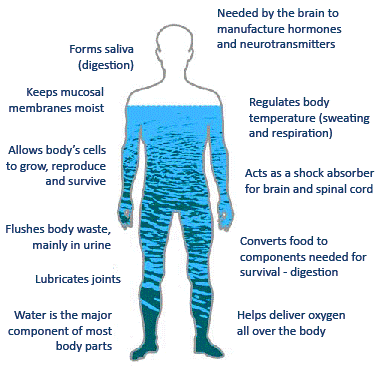 Forms saliva
(digestion)
Keeps mucosal
membranes moist
Allows body's cells
to grow, reproduce
and survive
Flushes body waste,
mainly in urine
Lubricates joints
Water is the major
component of most
body parts
Needed by the brain to
manufacture hormones
and neurotransmitters
Regulates body
temperature (sweating
and respiration)
Acts as a shock absorber
for brain and spinal cord
Converts food to
components needed for
survival - digestion
Helps deliver oxygen
all over the body